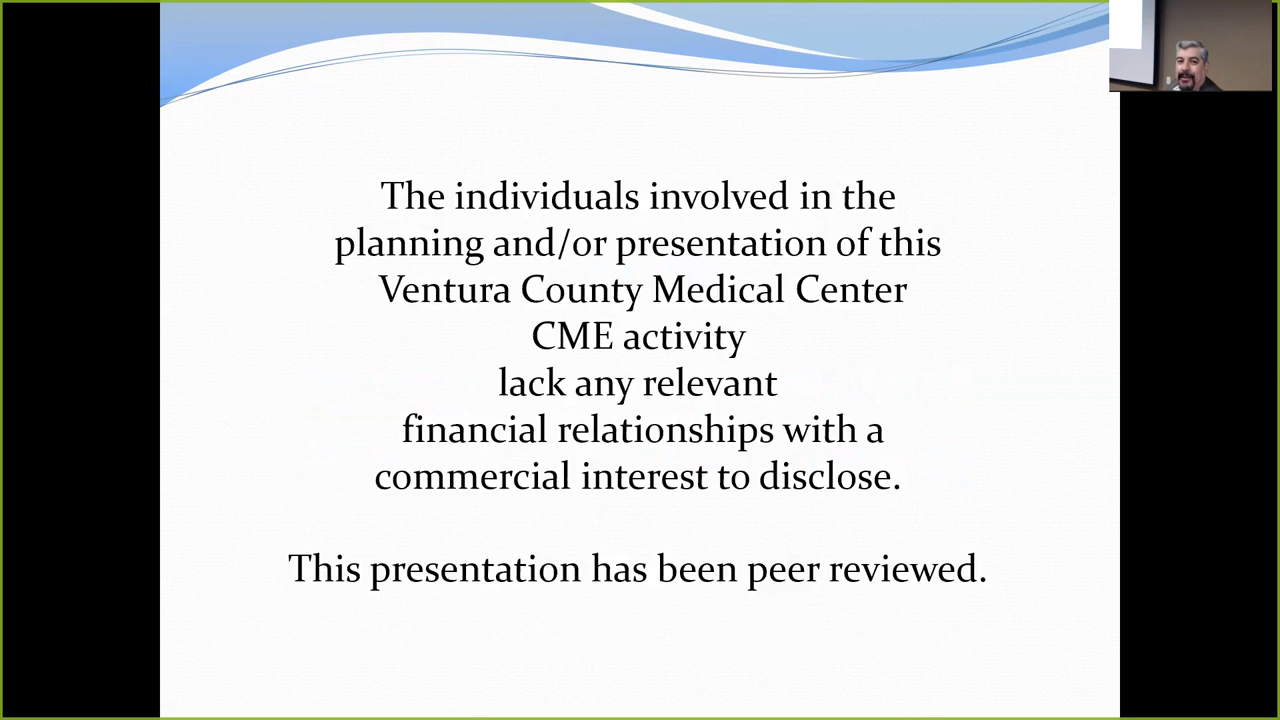 The individuals involved in the
planning and/or presentation of this
Ventura County Medical Center
CME activity
lack any relevant
financial relationships with a
commercial interest to disclose.
This presentation has been peer reviewed.